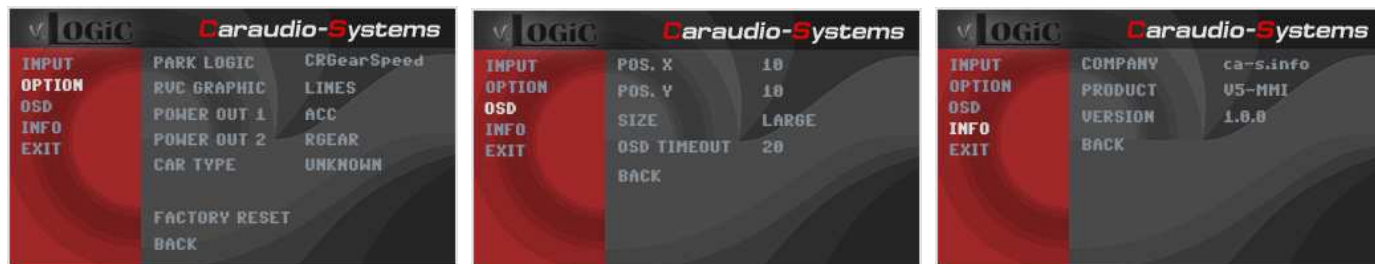 v.LOGiC Caraudio-Systems
INPUT
OPTION
OSD
INFO
EXIT
PARK LOGIC CRGearSpeed
RVC GRAPHIC LINES
POWER OUT 1 ACC
POWER OUT 2 RGEAR
CAR TYPE UNKNOWN
FACTORY RESET
BACK
v.LOGiC Caraudio-Systems
INPUT
OPTION
OSD
INFO
EXIT
POS. X 10
POS. Y 10
SIZE LARGE
OSD TIMEOUT 20
BACK
v.LOGiC Caraudio-Systems
INPUT
OPTION
OSD
INFO
EXIT
COMPANY ca-s.info
PRODUCT V5-MMI
VERSION 1.0.0
BACK